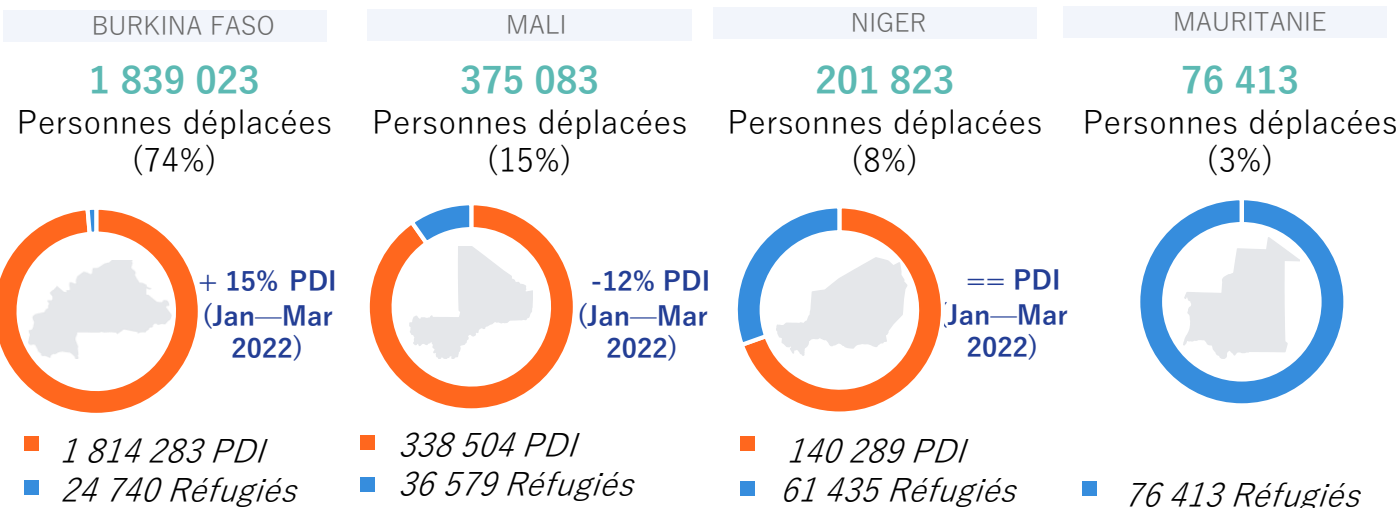 BURKINA FASO
1 839 023
Personnes déplacées
(74%)
+ 15% PDI
(Jan—Mar
2022)
1 814 283 PDI
24 740 Réfugiés
MALI
375 083
Personnes déplacées
(15%)
-12% PDI
(Jan—Mar
2022)
338 504 PDI
36 579 Réfugiés
NIGER
201 823
Personnes déplacées
(8%)
== PDI
(Jan—Mar
2022)
140 289 PDI
61 435 Réfugiés
MAURITANIE
76 413
Personnes déplacées
(3%)
76 413 Réfugiés